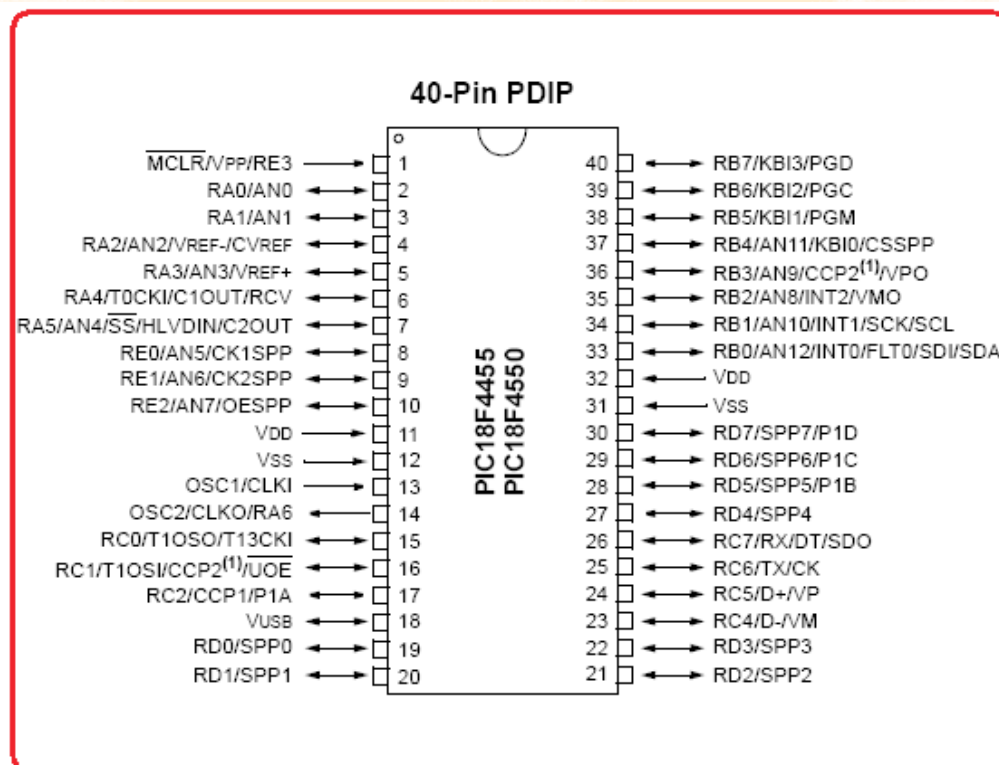 40-Pin PDIP
MCLR/VPP/RE3 1
RA0/AN0 2
RA1/AN1 3
RA2/AN2/VREF-/CVREF 4
RA3/AN3/VREF+ 5
RA4/T0CKI/C1OUT/RCV 6
RA5/AN4/SS/HLVDIN/C2OUT 7
RE0/AN5/CK1SPP 8
RE1/AN6/CK2SPP 9
RE2/AN7/OESPP 10
VDD 11
VSS 12
OSC1/CLKI 13
OSC2/CLKO/RA6 14
RC0/T1OSO/T13CKI 15
RC1/T1OSI/CCP2(1)/UOE 16
RC2/CCP1/P1A 17
VUSB 18
RD0/SPP0 19
RD1/SPP1 20
PIC18F4455
PIC18F4550
40 RB7/KBI3/PGD
39 RB6/KBI2/PGC
38 RB5/KBI1/PGM
37 RB4/AN11/KBI0/CSSPP
36 RB3/AN9/CCP2(1)/VPO
35 RB2/AN8/INT2/VMO
34 RB1/AN10/INT1/SCK/SCL
33 RB0/AN12/INT0/FLT0/SDI/SDA
32 VDD
31 VSS
30 RD7/SPP7/P1D
29 RD6/SPP6/P1C
28 RD5/SPP5/P1B
27 RD4/SPP4
26 RC7/RX/DT/SDO
25 RC6/TX/CK
24 RC5/D+/VP
23 RC4/D-/VM
22 RD3/SPP3
21 RD2/SPP2